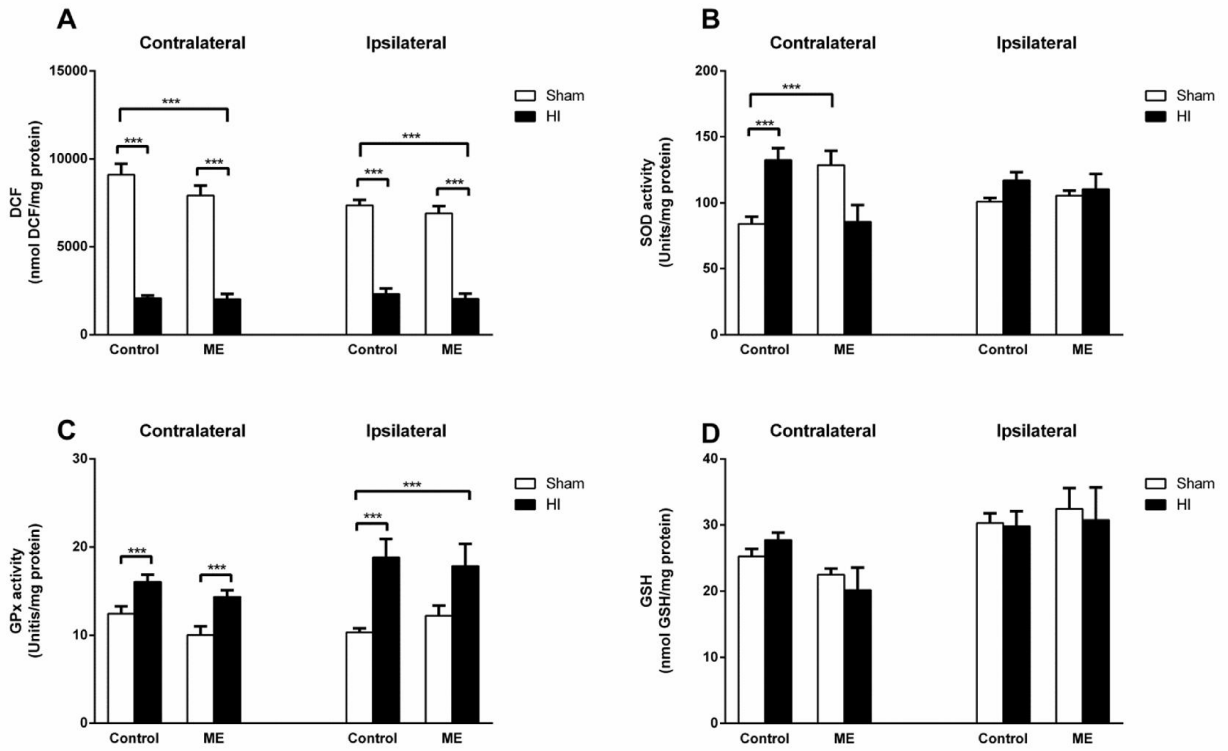 A
Contralateral Ipsilateral
DCF
(nmol DCF/mg protein)
15000
10000
5000
0
*** *** *** *** *** ***
Control ME Control ME
Sham
HI
B
Contralateral Ipsilateral
SOD activity
(Units/mg protein)
200
150
100
50
0
*** ***
Control ME Control ME
Sham
HI
C
Contralateral Ipsilateral
GPx activity
(Unitis/mg protein)
30
20
10
0
*** *** *** ***
Control ME Control ME
Sham
HI
D
Contralateral Ipsilateral
GSH
(nmol GSH/mg protein)
40
30
20
10
0
Control ME Control ME
Sham
HI